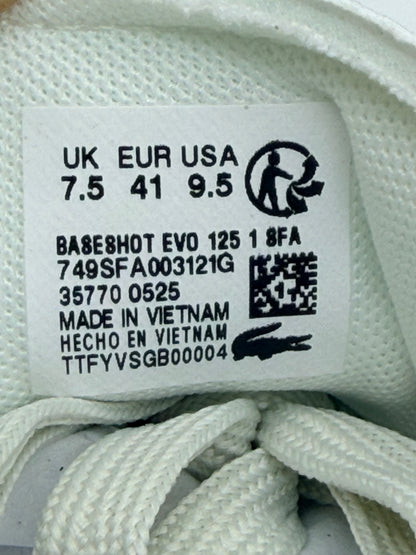 UK EUR USA
7.5 41 9.5
BASESHOT EVO 125 1 SFA
749SFA003121G
35770 0525
MADE IN VIETNAM
HECHO EN VIETNAM
TTFYVSGB00004
1